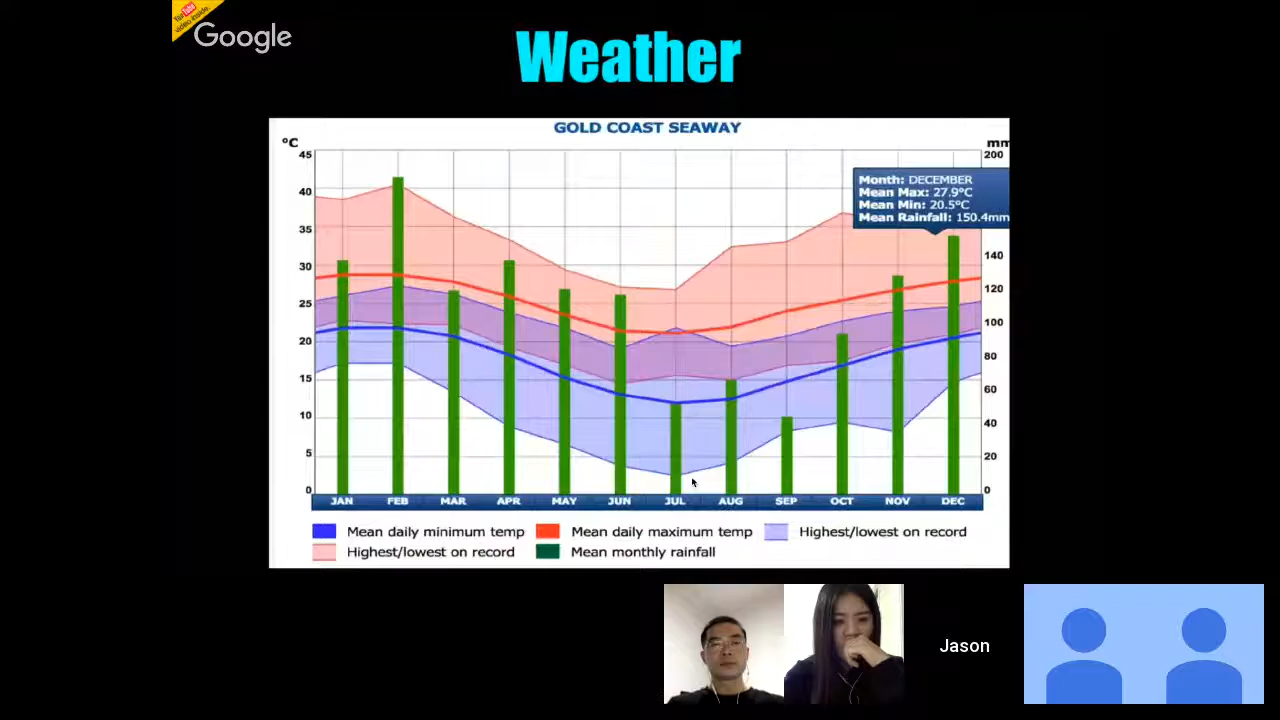 YouTube
video inside
Google
Weather
GOLD COAST SEAWAY
°C
mm
45
40
35
30
25
20
15
10
5
0
200
140
120
100
80
60
40
20
0
Month: DECEMBER
Mean Max: 27.9°C
Mean Min: 20.5°C
Mean Rainfall: 150.4mm
JAN FEB MAR APR MAY JUN JUL AUG SEP OCT NOV DEC
Mean daily minimum temp Mean daily maximum temp Highest/lowest on record
Highest/lowest on record Mean monthly rainfall
Jason